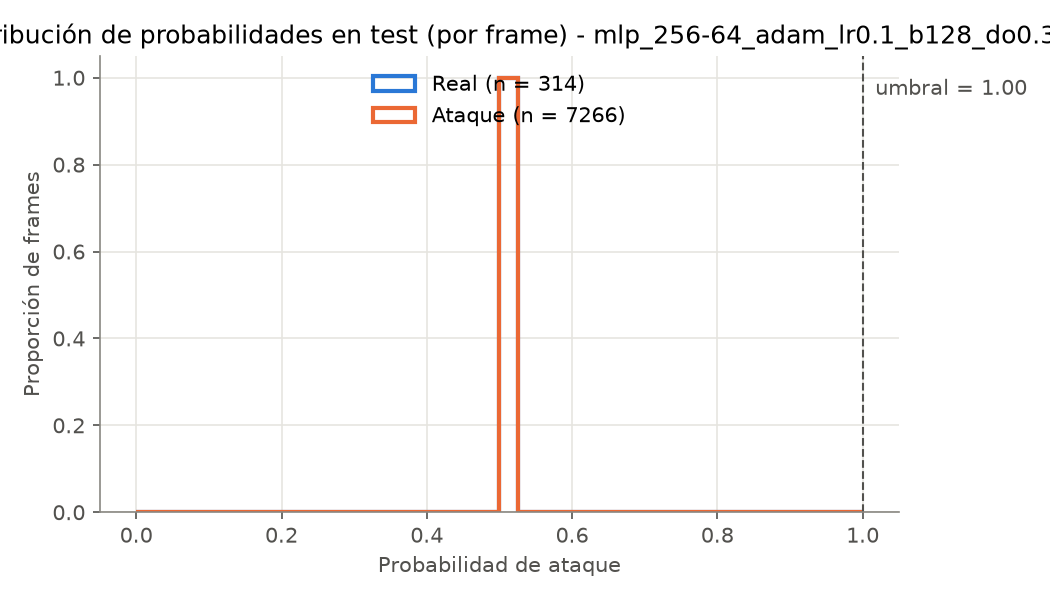 ribución de probabilidades en test (por frame) - mlp_256-64_adam_lr0.1_b128_do0.3
Real (n = 314)
Ataque (n = 7266)
umbral = 1.00
Proporción de frames
1.0
0.8
0.6
0.4
0.2
0.0
0.0 0.2 0.4 0.6 0.8 1.0
Probabilidad de ataque